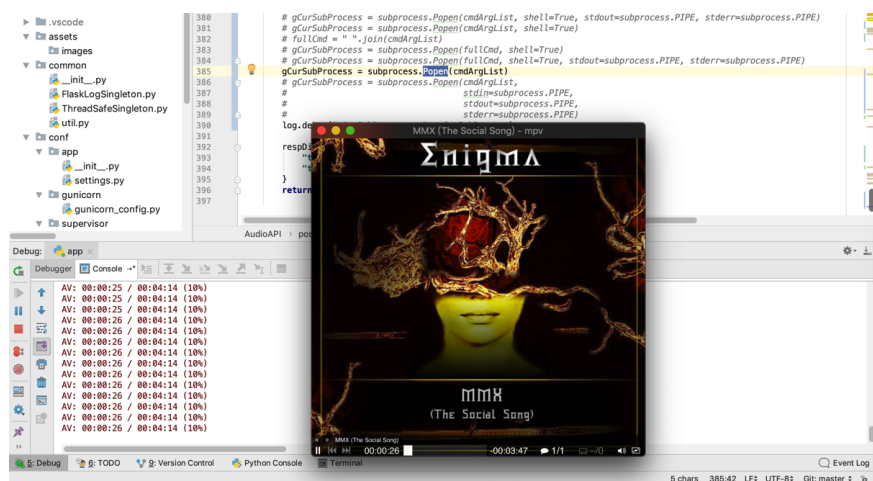 .vscode
assets
images
common
__init__.py
FlaskLogSingleton.py
ThreadSafeSingleton.py
util.py
conf
app
__init__.py
settings.py
gunicorn
gunicorn_config.py
supervisor
380 # gCurSubProcess = subprocess.Popen(cmdArgList, shell=True, stdout=subprocess.PIPE, stderr=subprocess.PIPE)
381 # gCurSubProcess = subprocess.Popen(cmdArgList, shell=True)
382 # fullCmd = " ".join(cmdArgList)
383 # gCurSubProcess = subprocess.Popen(fullCmd, shell=True)
384 # gCurSubProcess = subprocess.Popen(fullCmd, shell=True, stdout=subprocess.PIPE, stderr=subprocess.PIPE)
385 gCurSubProcess = subprocess.Popen(cmdArgList)
386 # gCurSubProcess = subprocess.Popen(cmdArgList,
387 # stdin=subprocess.PIPE,
388 # stdout=subprocess.PIPE,
389 # stderr=subprocess.PIPE)
390 log.de
391
392 respDi
393 "t
394 "t
395 }
396 return
397
AudioAPI › pos
MMX (The Social Song) - mpv
Enigma
MMX
(The Social Song)
MMX (The Social Song)
00:00:26 -00:03:47 1/1 –/0
Debug: app
Debugger Console
AV: 00:00:25 / 00:04:14 (10%)
AV: 00:00:25 / 00:04:14 (10%)
AV: 00:00:26 / 00:04:14 (10%)
AV: 00:00:26 / 00:04:14 (10%)
AV: 00:00:26 / 00:04:14 (10%)
AV: 00:00:26 / 00:04:14 (10%)
AV: 00:00:26 / 00:04:14 (10%)
AV: 00:00:26 / 00:04:14 (10%)
AV: 00:00:26 / 00:04:14 (10%)
AV: 00:00:26 / 00:04:14 (10%)
AV: 00:00:26 / 00:04:14 (10%)
AV: 00:00:26 / 00:04:14 (10%)
AV: 00:00:26 / 00:04:14 (10%)
AV: 00:00:26 / 00:04:14 (10%)
5: Debug 6: TODO 9: Version Control Python Console Terminal Event Log
5 chars 385:42 LF UTF-8 Git: master